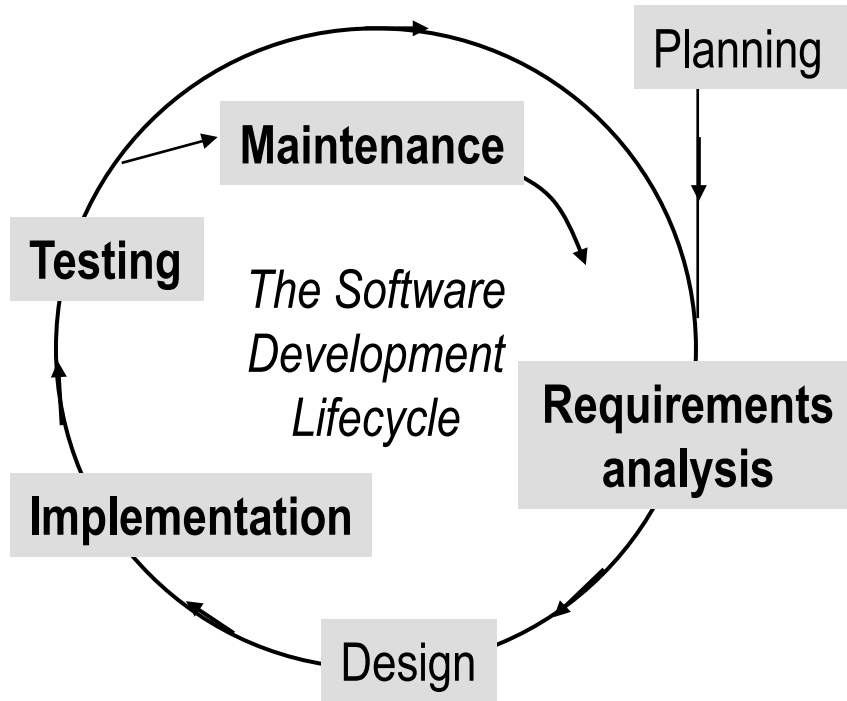 Planning
Maintenance
Testing
The Software
Development
Lifecycle
Requirements
analysis
Implementation
Design